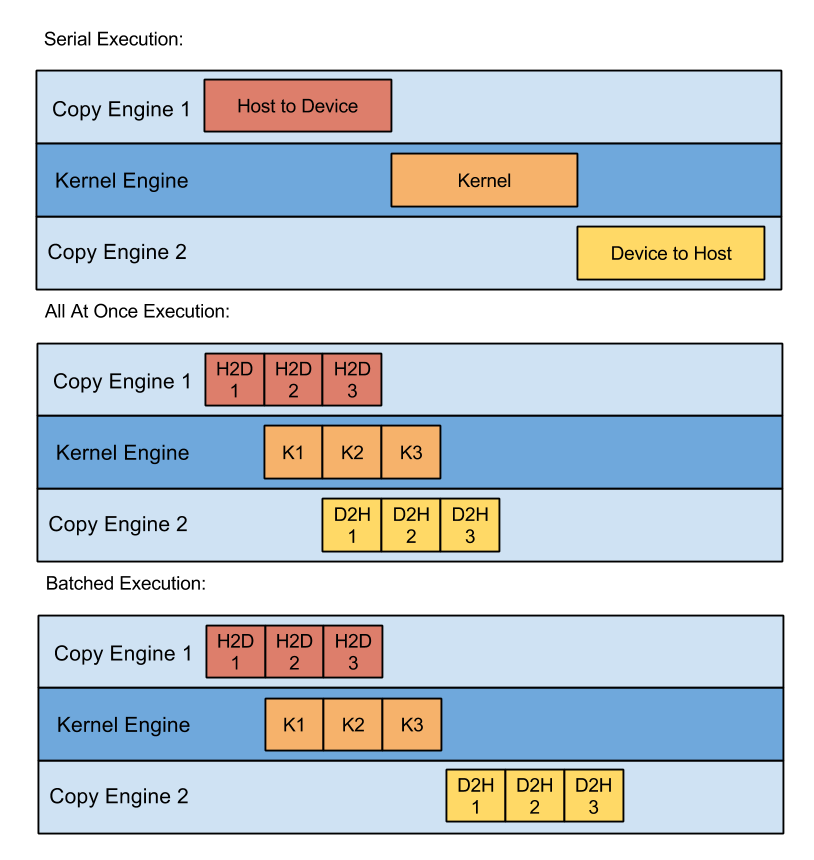 Serial Execution:
Copy Engine 1
Host to Device
Kernel Engine
Kernel
Copy Engine 2
Device to Host
All At Once Execution:
Copy Engine 1
H2D
1
H2D
2
H2D
3
Kernel Engine
K1
K2
K3
Copy Engine 2
D2H
1
D2H
2
D2H
3
Batched Execution:
Copy Engine 1
H2D
1
H2D
2
H2D
3
Kernel Engine
K1
K2
K3
Copy Engine 2
D2H
1
D2H
2
D2H
3